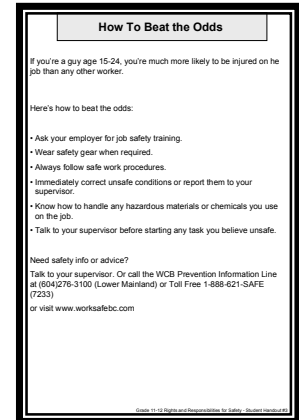 How To Beat the Odds
If you're a guy age 15-24, you're much more likely to be injured on he
job than any other worker.
Here's how to beat the odds:
• Ask your employer for job safety training.
• Wear safety gear when required.
• Always follow safe work procedures.
• Immediately correct unsafe conditions or report them to your
supervisor.
• Know how to handle any hazardous materials or chemicals you use
on the job.
• Talk to your supervisor before starting any task you believe unsafe.
Need safety info or advice?
Talk to your supervisor. Or call the WCB Prevention Information Line
at (604)276-3100 (Lower Mainland) or Toll Free 1-888-621-SAFE
(7233)
or visit www.worksafebc.com
Grade 11-12 Rights and Responsibilities for Safety - Student Handout #3